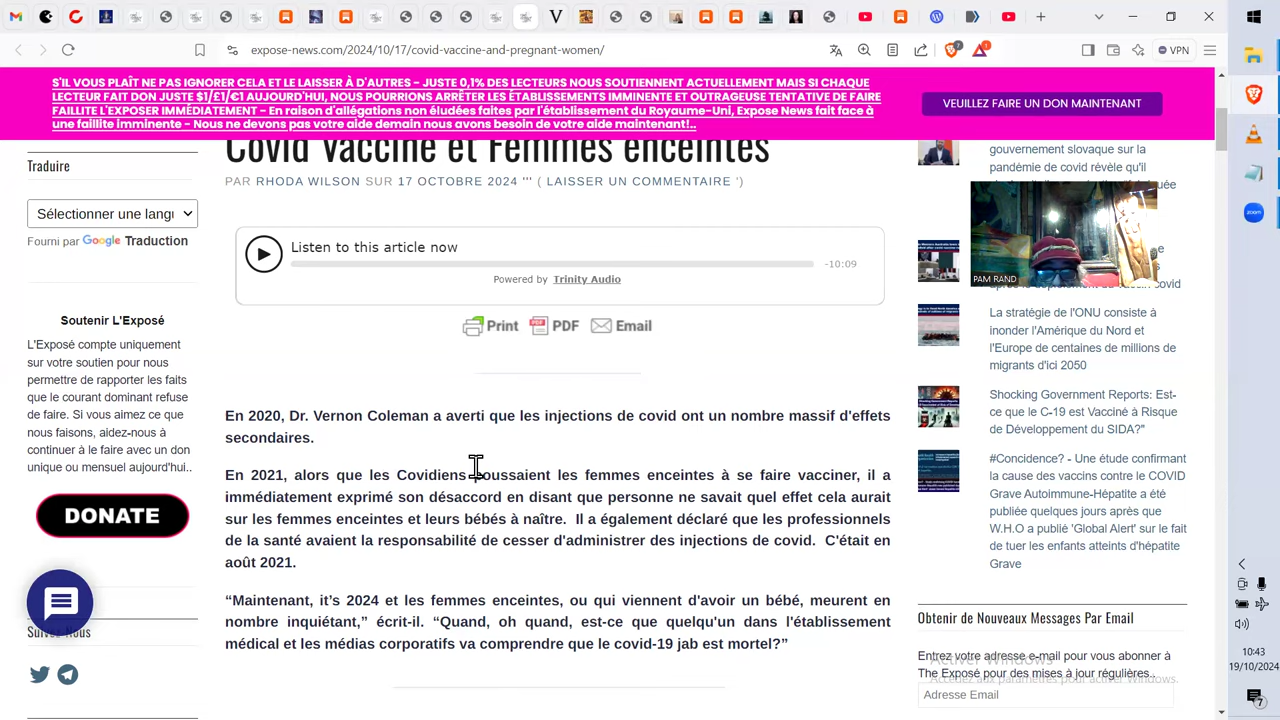 expose-news.com/2024/10/17/covid-vaccine-and-pregnant-women/
7
1
VPN
S'IL VOUS PLAÎT NE PAS IGNORER CELA ET LE LAISSER À D'AUTRES - JUSTE 0,1% DES LECTEURS NOUS SOUTIENNENT ACTUELLEMENT MAIS SI CHAQUE
LECTEUR FAIT DON JUSTE $1/£1/€1 AUJOURD'HUI, NOUS POURRIONS ARRÊTER LES ÉTABLISSEMENTS IMMINENTE ET OUTRAGEUSE TENTATIVE DE FAIRE
FAILLITE L'EXPOSER IMMÉDIATEMENT - En raison d'allégations non éludées faites par l'établissement du Royaume-Uni, Expose News fait face à
une faillite imminente - Nous ne devons pas votre aide demain nous avons besoin de votre aide maintenant!..
VEUILLEZ FAIRE UN DON MAINTENANT
Traduire
Sélectionner une langu
Fourni par Google Traduction
Soutenir L'Exposé
L'Exposé compte uniquement
sur votre soutien pour nous
permettre de rapporter les faits
que le courant dominant refuse
de faire. Si vous aimez ce que
nous faisons, aidez-nous à
continuer à le faire avec un don
unique ou mensuel aujourd'hui..
DONATE
Suivez Nous
Covid Vaccine et Femmes enceintes
PAR RHODA WILSON SUR 17 OCTOBRE 2024 ''' ( LAISSER UN COMMENTAIRE ')
Listen to this article now
-10:09
Powered by Trinity Audio
Print PDF Email
En 2020, Dr. Vernon Coleman a averti que les injections de covid ont un nombre massif d'effets
secondaires.
En 2021, alors que les Covidiens poussaient les femmes enceintes à se faire vacciner, il a
immédiatement exprime son désaccord en disant que personne ne savait quel effet cela aurait
sur les femmes enceintes et leurs bébés à naître. Il a également déclaré que les professionnels
de la santé avaient la responsabilité de cesser d'administrer des injections de covid. C'était en
août 2021.
“Maintenant, it’s 2024 et les femmes enceintes, ou qui viennent d'avoir un bébé, meurent en
nombre inquiétant,” écrit-il. “Quand, oh quand, est-ce que quelqu'un dans l'établissement
médical et les médias corporatifs va comprendre que le covid-19 jab est mortel?”
gouvernement slovaque sur la
pandémie de covid révèle qu'il
PAM RAND
La stratégie de l'ONU consiste à
inonder l'Amérique du Nord et
l'Europe de centaines de millions de
migrants d'ici 2050
Shocking Government Reports: Est-
ce que le C-19 est Vacciné à Risque
de Développement du SIDA?"
#Concidence? - Une étude confirmant
la cause des vaccins contre le COVID
Grave Autoimmune-Hépatite a été
publiée quelques jours après que
W.H.O a publié 'Global Alert' sur le fait
de tuer les enfants atteints d'hépatite
Grave
Obtenir de Nouveaux Messages Par Email
Entrez votre adresse e-mail pour vous abonner à
The Exposé pour des mises à jour régulières..
Adresse Email
Activer Windows
Accédez aux paramètres pour activer Windows.
zoom
10:43
19/10/2024
7